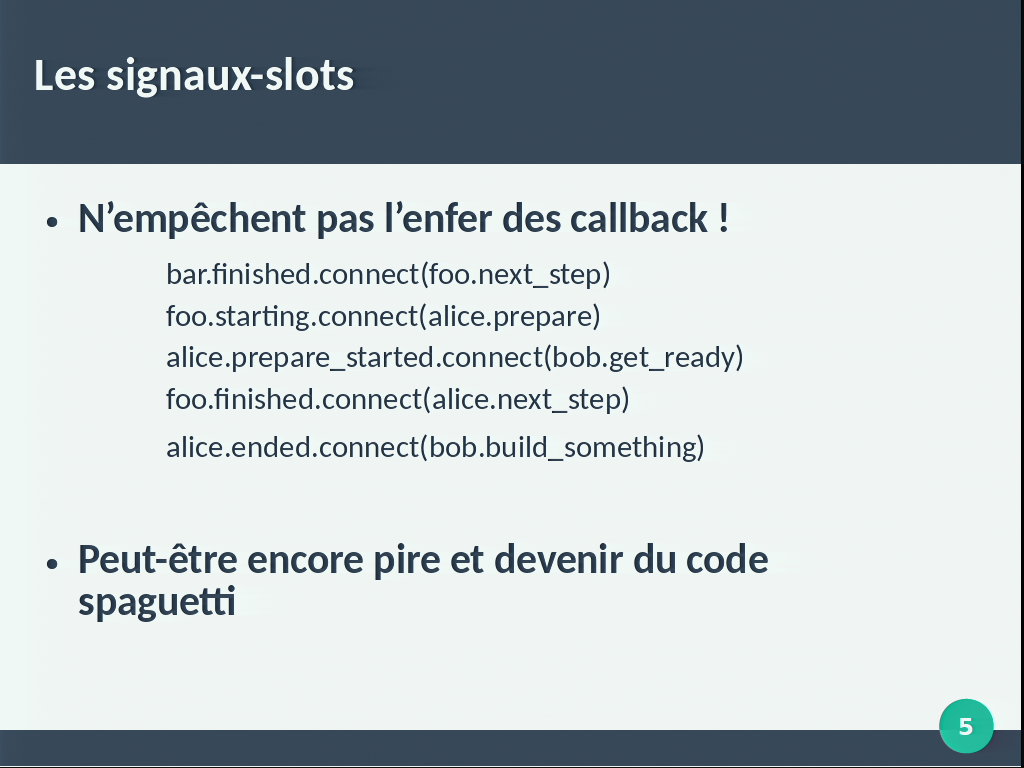 Les signaux-slots
• N’empêchent pas l’enfer des callback !
bar.finished.connect(foo.next_step)
foo.starting.connect(alice.prepare)
alice.prepare_started.connect(bob.get_ready)
foo.finished.connect(alice.next_step)
alice.ended.connect(bob.build_something)
• Peut-être encore pire et devenir du code
spaguetti
5